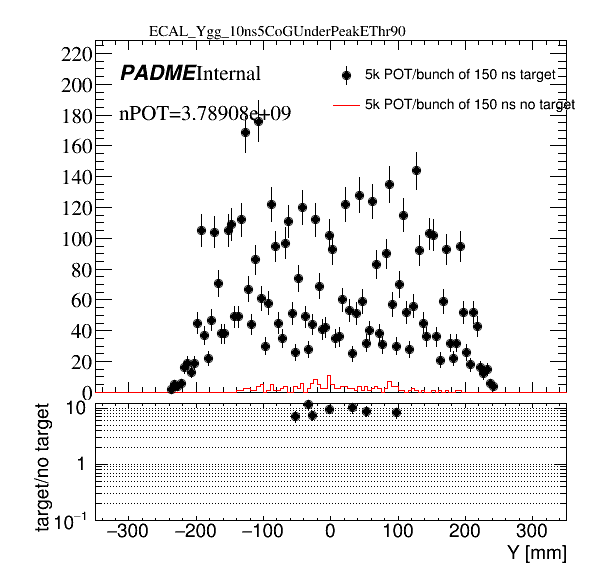 ECAL_Ygg_10ns5CoGUnderPeakEThr90
PADME Internal
nPOT=3.78908e+09
5k POT/bunch of 150 ns target
5k POT/bunch of 150 ns no target
220
200
180
160
140
120
100
80
60
40
20
0
target/no target
10
1
10⁻¹
−300 −200 −100 0 100 200 300
Y [mm]